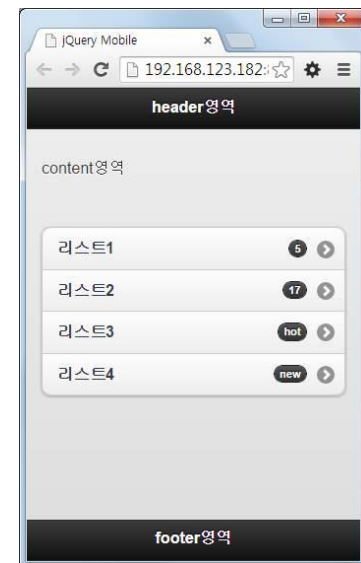 jQuery Mobile
192.168.123.182:
header영역
content영역
리스트1 5
리스트2 17
리스트3 hot
리스트4 new
footer영역